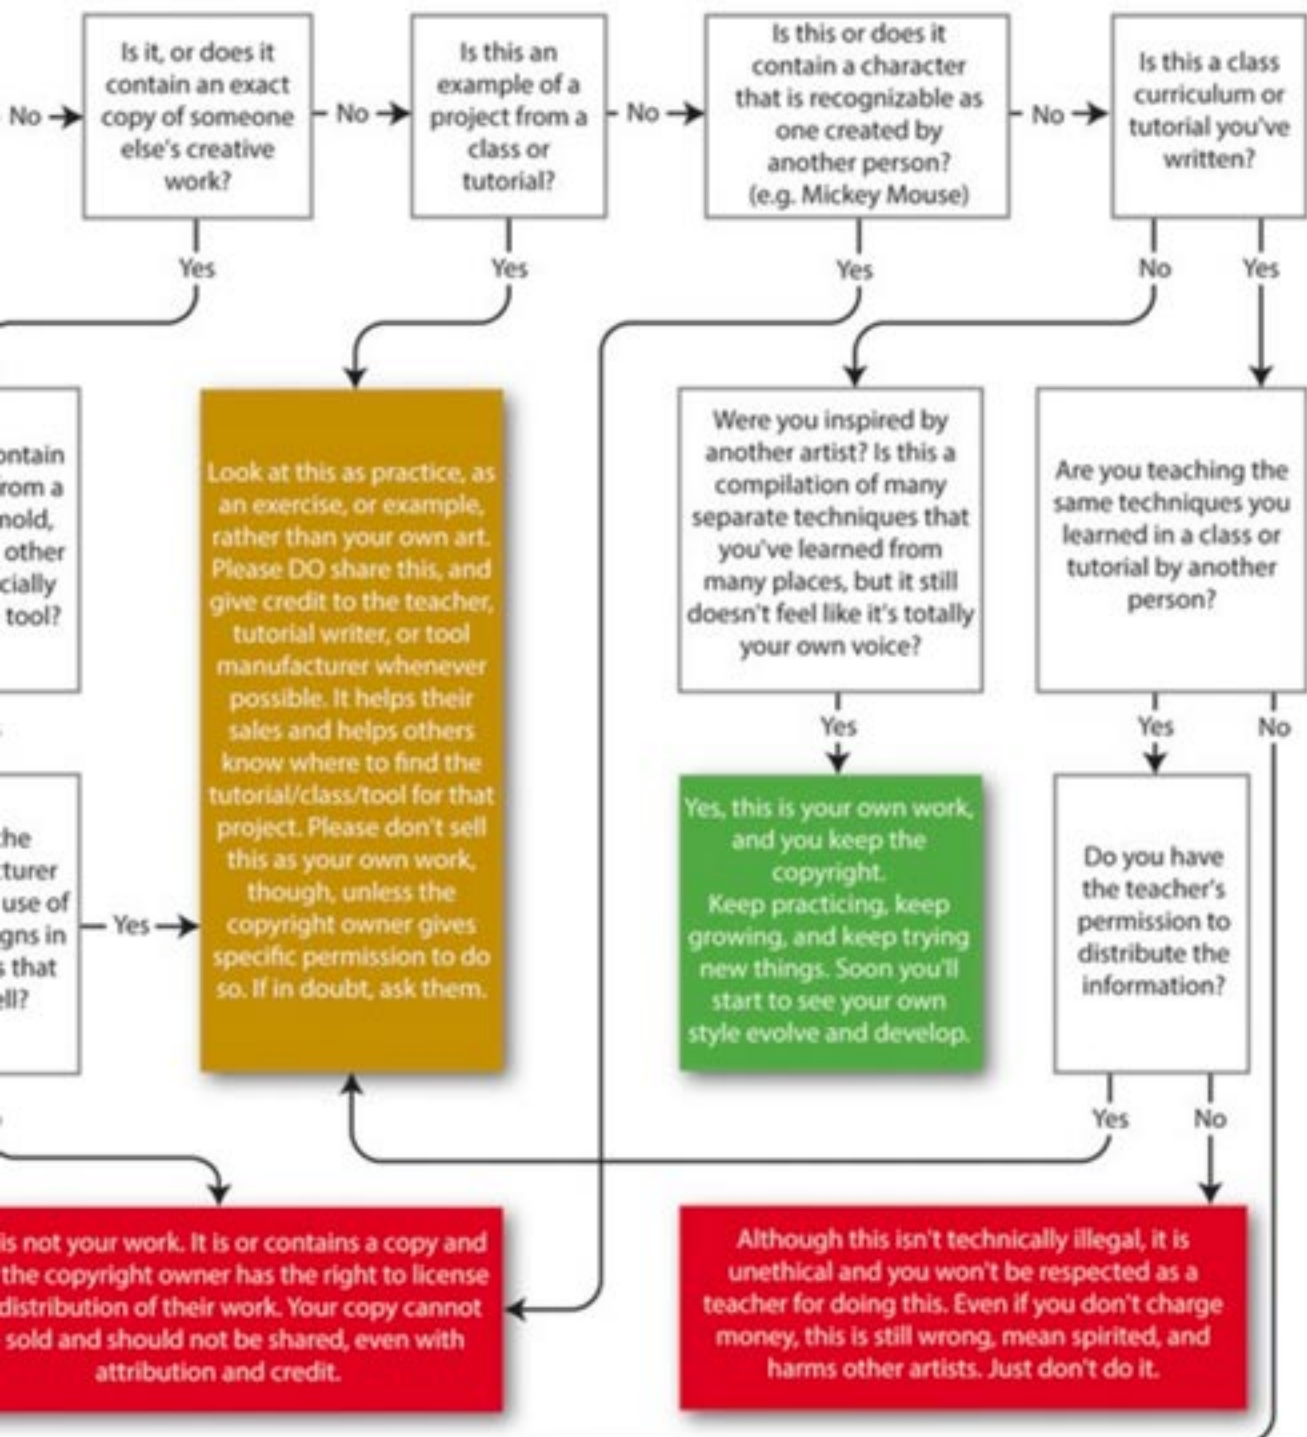 No
Is it, or does it
contain an exact
copy of someone
else's creative
work?
No
Is this an
example of a
project from a
class or
tutorial?
No
Is this or does it
contain a character
that is recognizable as
one created by
another person?
(e.g. Mickey Mouse)
No
Is this a class
curriculum or
tutorial you've
written?
Yes
Yes
Yes
No
Yes
other
tool?
Look at this as practice, as
an exercise, or example,
rather than your own art.
Please DO share this, and
give credit to the teacher,
tutorial writer, or tool
manufacturer whenever
possible. It helps their
sales and helps others
know where to find the
tutorial/class/tool for that
project. Please don't sell
this as your own work,
though, unless the
copyright owner gives
specific permission to do
so. If in doubt, ask them.
Were you inspired by
another artist? Is this a
compilation of many
separate techniques that
you've learned from
many places, but it still
doesn't feel like it's totally
your own voice?
Are you teaching the
same techniques you
learned in a class or
tutorial by another
person?
Yes
Yes
No
use of
that
Yes
Yes, this is your own work,
and you keep the
copyright.
Keep practicing, keep
growing, and keep trying
new things. Soon you'll
start to see your own
style evolve and develop.
Do you have
the teacher's
permission to
distribute the
information?
Yes
No
is not your work. It is or contains a copy and
the copyright owner has the right to license
distribution of their work. Your copy cannot
sold and should not be shared, even with
attribution and credit.
Although this isn't technically illegal, it is
unethical and you won't be respected as a
teacher for doing this. Even if you don't charge
money, this is still wrong, mean spirited, and
harms other artists. Just don't do it.